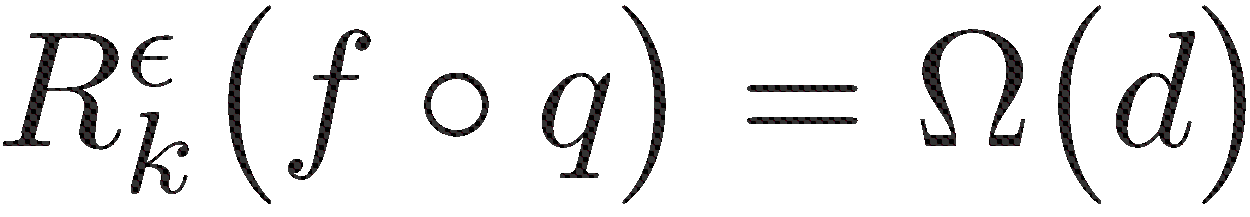 R_k^ϵ(f ∘ q) = Ω(d)